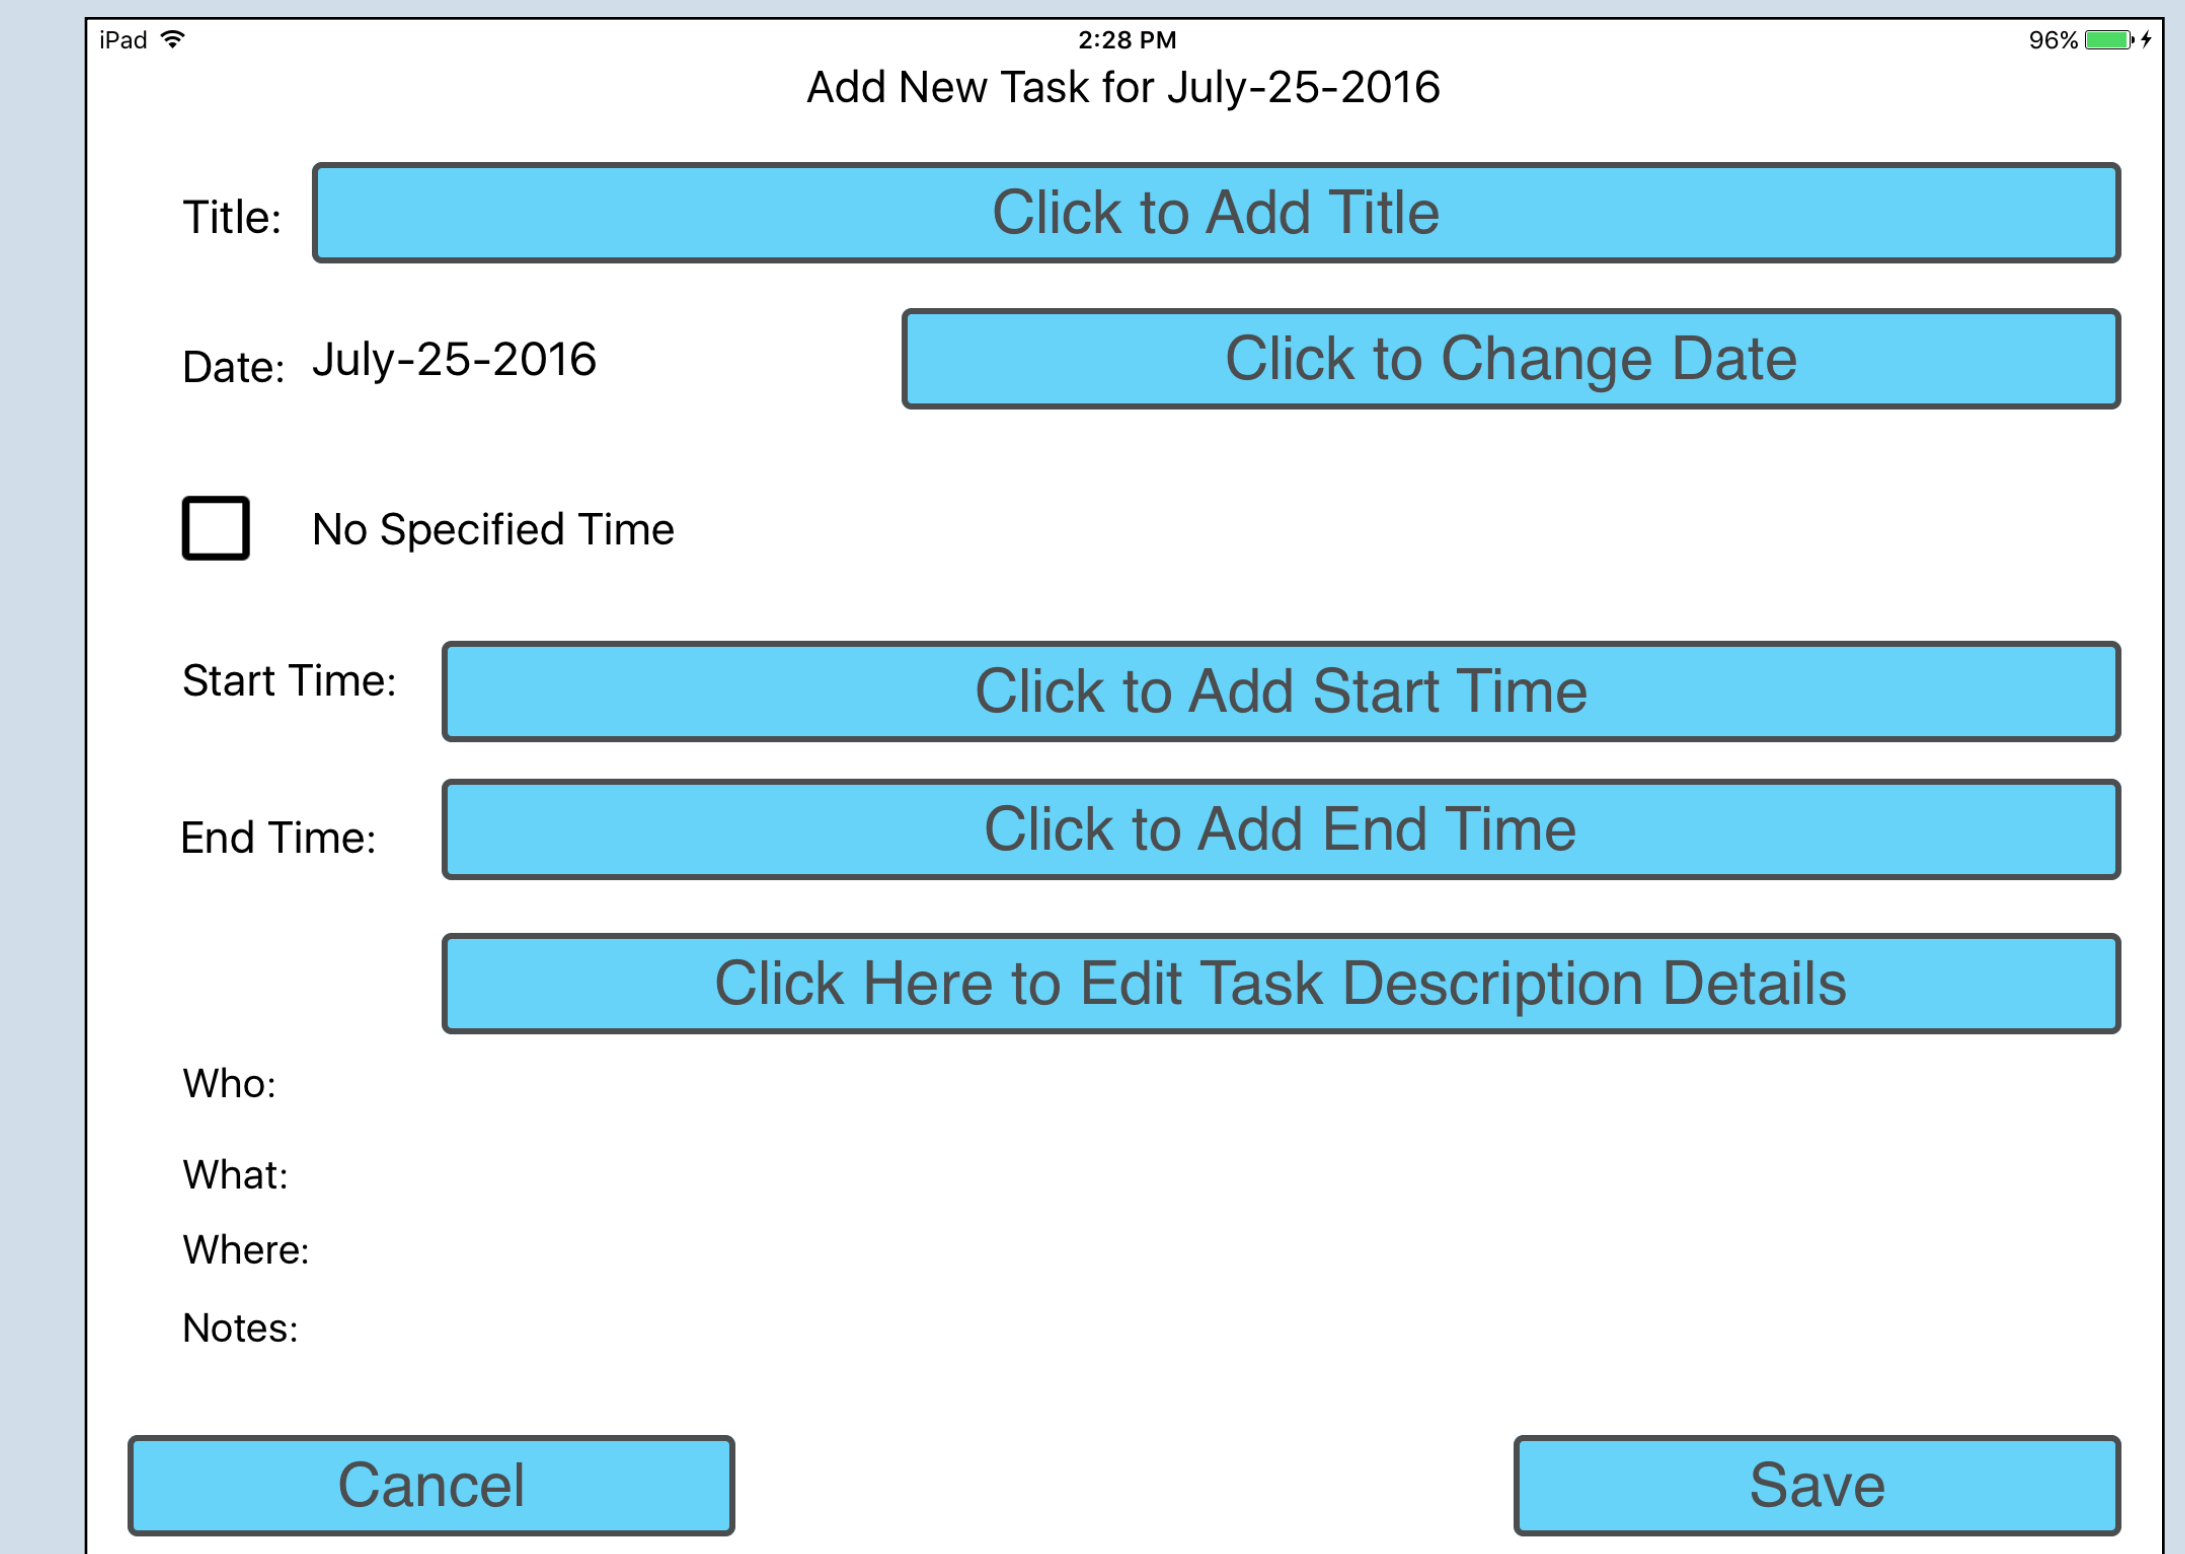 iPad 2:28 PM 96%
Add New Task for July-25-2016
Title: Click to Add Title
Date: July-25-2016 Click to Change Date
No Specified Time
Start Time: Click to Add Start Time
End Time: Click to Add End Time
Click Here to Edit Task Description Details
Who:
What:
Where:
Notes:
Cancel Save